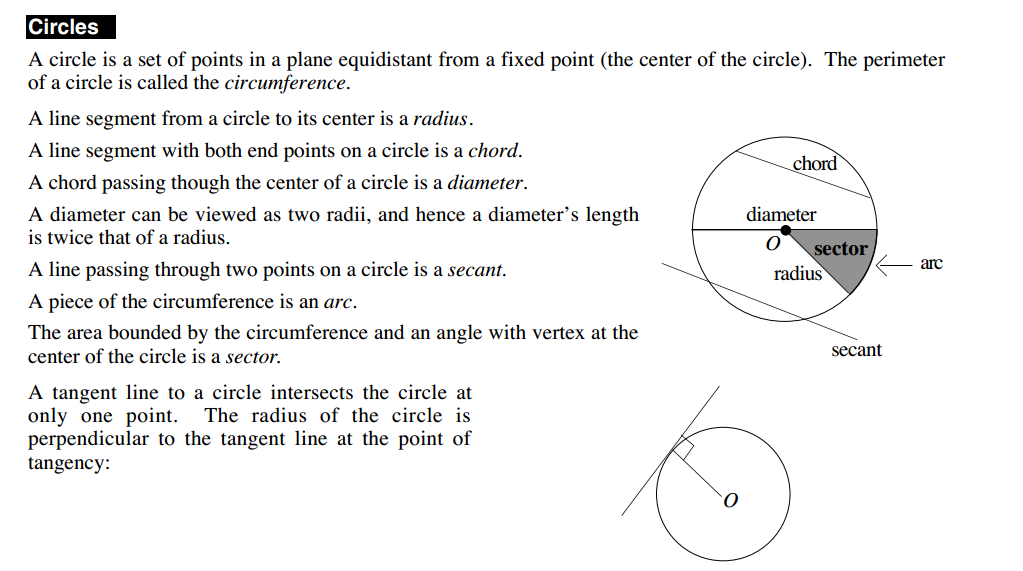 Circles
A circle is a set of points in a plane equidistant from a fixed point (the center of the circle). The perimeter
of a circle is called the circumference.
A line segment from a circle to its center is a radius.
A line segment with both end points on a circle is a chord.
A chord passing though the center of a circle is a diameter.
A diameter can be viewed as two radii, and hence a diameter's length
is twice that of a radius.
A line passing through two points on a circle is a secant.
A piece of the circumference is an arc.
The area bounded by the circumference and an angle with vertex at the
center of the circle is a sector.
chord
diameter
O
sector
radius
arc
secant
A tangent line to a circle intersects the circle at
only one point. The radius of the circle is
perpendicular to the tangent line at the point of
tangency:
O